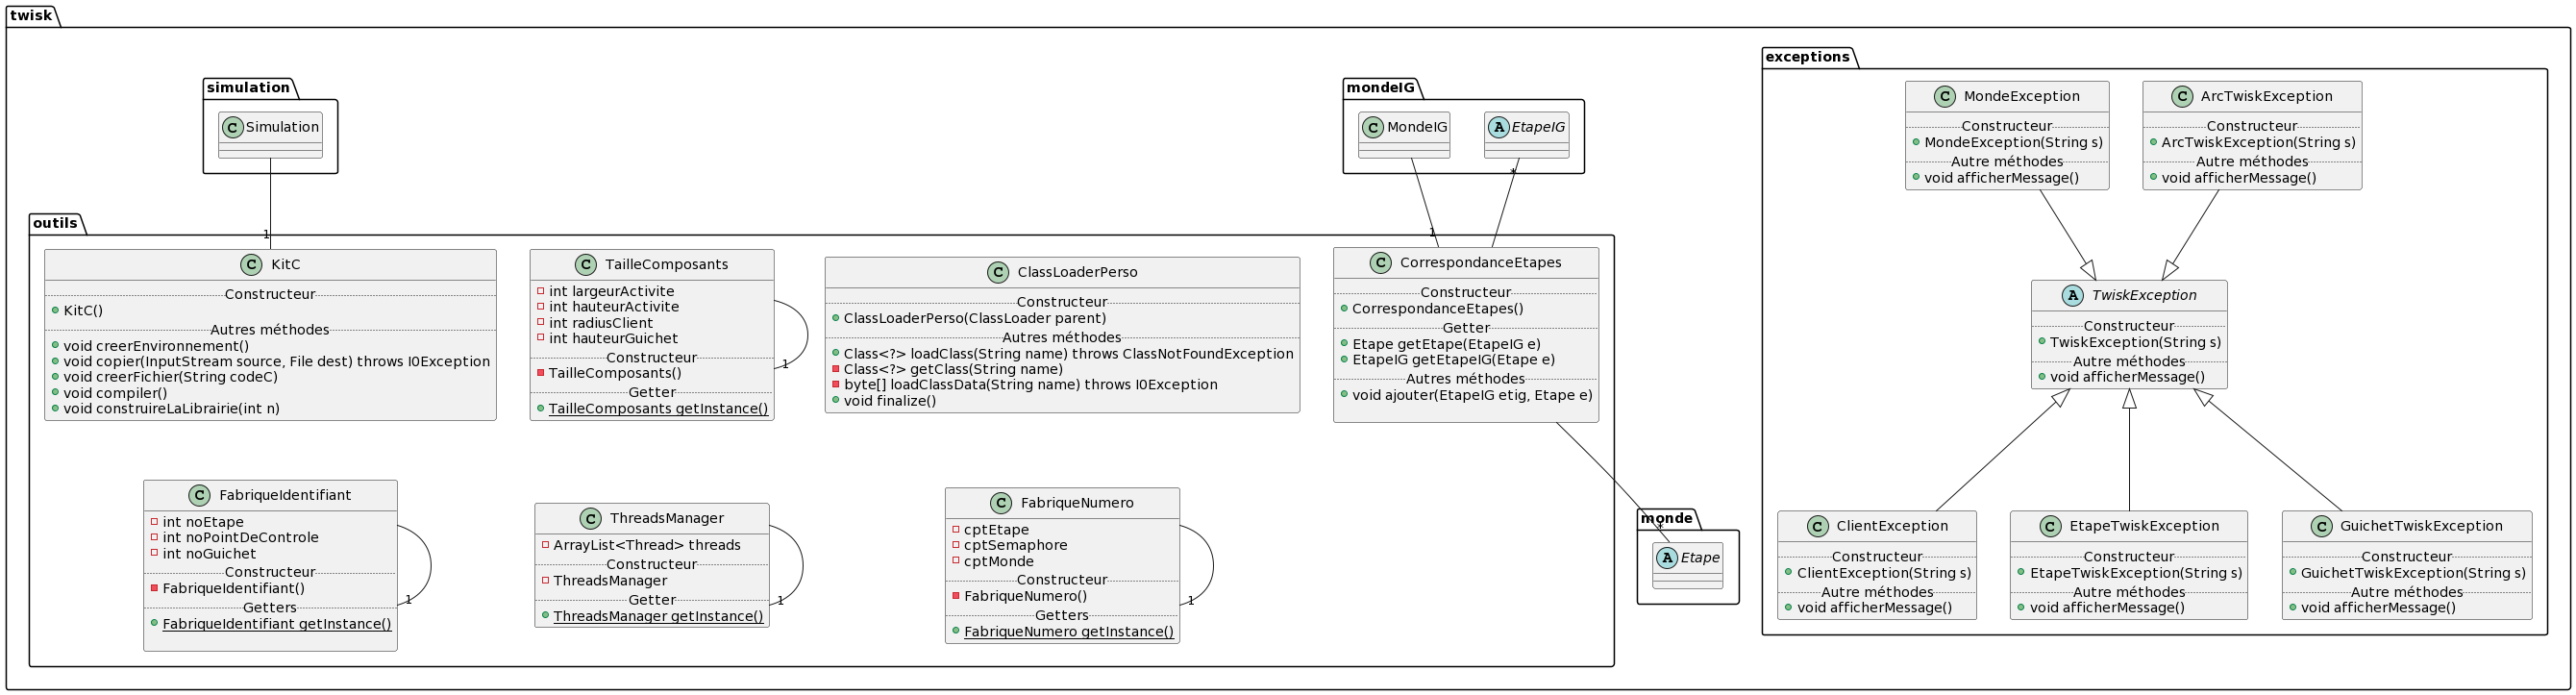 twisk
simulation
C Simulation
mondeIG
C MondeIG
A EtapeIG
*
outils
1
C KitC
Constructeur
KitC()
Autres méthodes
void creerEnvironnement()
void copier(InputStream source, File dest) throws I0Exception
void creerFichier(String codeC)
void compiler()
void construireLaLibrairie(int n)
C TailleComposants
int largeurActivite
int hauteurActivite
int radiusClient
int hauteurGuichet
Constructeur
TailleComposants()
Getter
TailleComposants getInstance()
1
C ClassLoaderPerso
Constructeur
ClassLoaderPerso(ClassLoader parent)
Autres méthodes
Class<?> loadClass(String name) throws ClassNotFoundException
Class<?> getClass(String name)
byte[] loadClassData(String name) throws I0Exception
void finalize()
1
C CorrespondanceEtapes
Constructeur
CorrespondanceEtapes()
Getter
Etape getEtape(EtapeIG e)
EtapeIG getEtapeIG(Etape e)
Autres méthodes
void ajouter(EtapeIG etig, Etape e)
C FabriqueIdentifiant
int noEtape
int noPointDeControle
int noGuichet
Constructeur
FabriqueIdentifiant()
Getters
FabriqueIdentifiant getInstance()
1
C ThreadsManager
ArrayList<Thread> threads
Constructeur
ThreadsManager
Getter
ThreadsManager getInstance()
1
C FabriqueNumero
cptEtape
cptSemaphore
cptMonde
Constructeur
FabriqueNumero()
Getters
FabriqueNumero getInstance()
1
monde
*
A Etape
exceptions
C MondeException
Constructeur
MondeException(String s)
Autre méthodes
void afficherMessage()
C ArcTwiskException
Constructeur
ArcTwiskException(String s)
Autre méthodes
void afficherMessage()
A TwiskException
Constructeur
TwiskException(String s)
Autre méthodes
void afficherMessage()
C ClientException
Constructeur
ClientException(String s)
Autre méthodes
void afficherMessage()
C EtapeTwiskException
Constructeur
EtapeTwiskException(String s)
Autre méthodes
void afficherMessage()
C GuichetTwiskException
Constructeur
GuichetTwiskException(String s)
Autre méthodes
void afficherMessage()